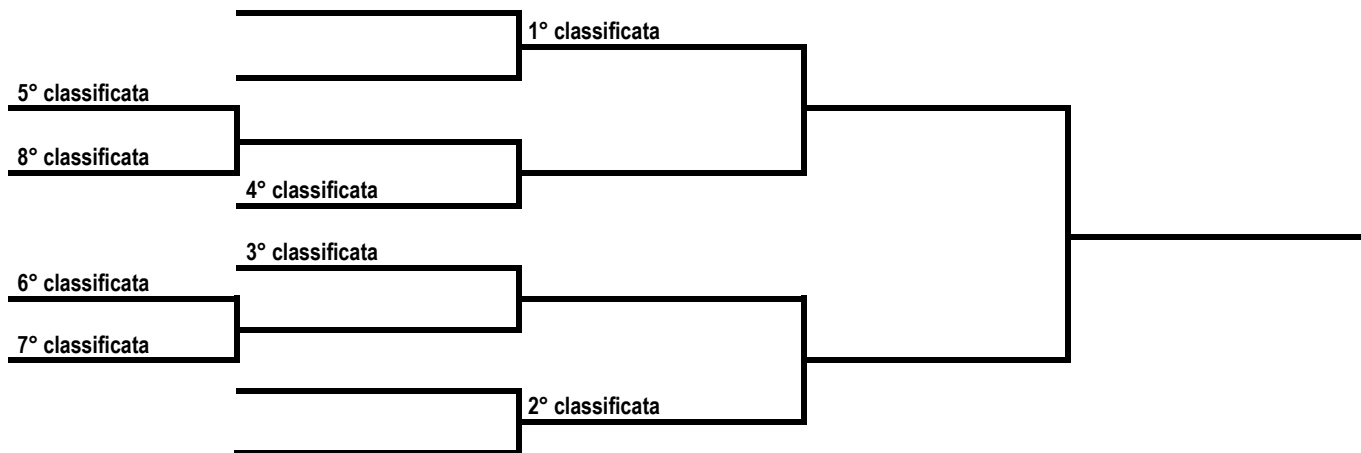 1° classificata
5° classificata
8° classificata
4° classificata
3° classificata
6° classificata
7° classificata
2° classificata